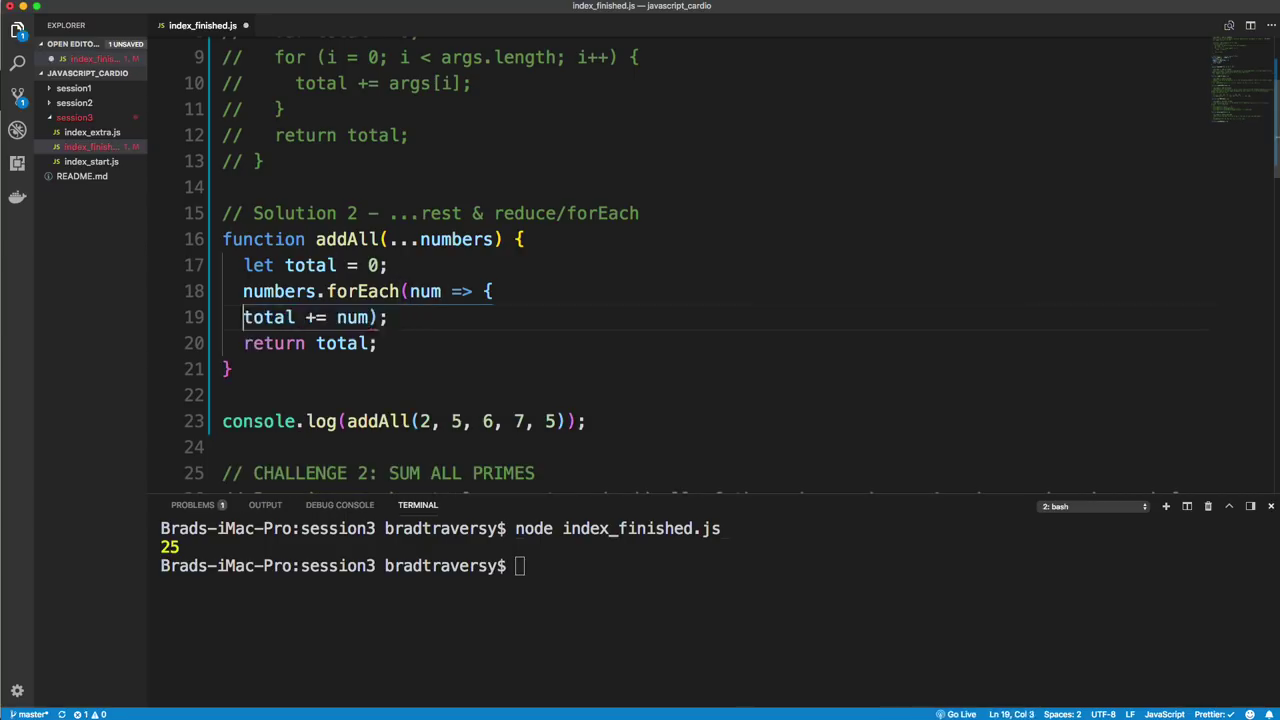 index_finished.js — javascript_cardio
EXPLORER
index_finished.js
OPEN EDITO... 1 UNSAVED
index_finis... 1, M
JAVASCRIPT_CARDIO
session1
session2
session3
index_extra.js
index_finish... 1, M
index_start.js
README.md
9 //   for (i = 0; i < args.length; i++) {
10 //     total += args[i];
11 //   }
12 //   return total;
13 // }
14
15 // Solution 2 - ...rest & reduce/forEach
16 function addAll(...numbers) {
17   let total = 0;
18   numbers.forEach(num => {
19   total += num);
20   return total;
21 }
22
23 console.log(addAll(2, 5, 6, 7, 5));
24
25 // CHALLENGE 2: SUM ALL PRIMES
PROBLEMS 1 OUTPUT DEBUG CONSOLE TERMINAL 2: bash
Brads-iMac-Pro:session3 bradtraversy$ node index_finished.js
25
Brads-iMac-Pro:session3 bradtraversy$
master* 1 0 Go Live Ln 19, Col 3 Spaces: 2 UTF-8 LF JavaScript Prettier: ✓